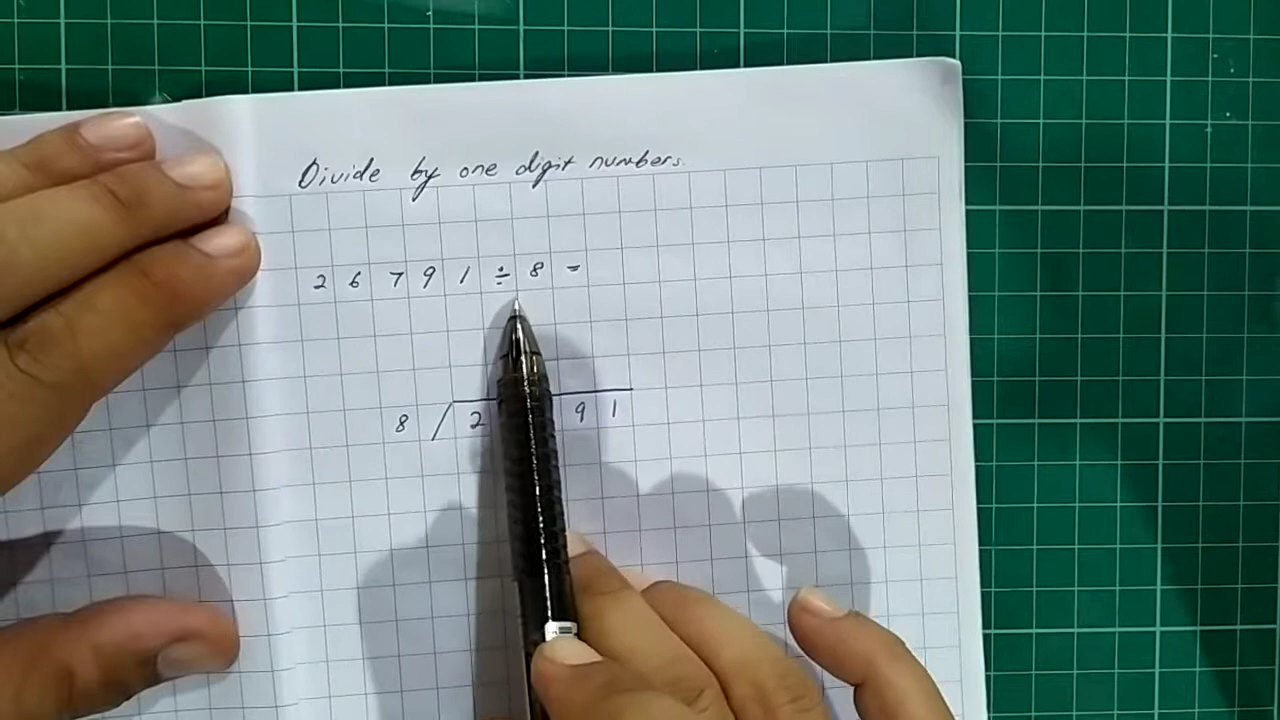 Divide by one digit numbers.
2 6 7 9 1 ÷ 8 =
8 / 2 9 1